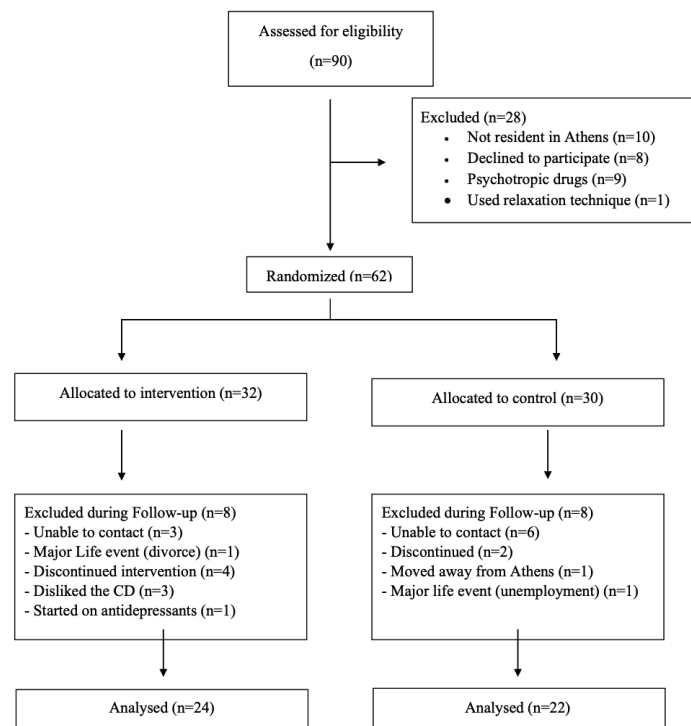 Assessed for eligibility
(n=90)
Excluded (n=28)
• Not resident in Athens (n=10)
• Declined to participate (n=8)
• Psychotropic drugs (n=9)
• Used relaxation technique (n=1)
Randomized (n=62)
Allocated to intervention (n=32)
Allocated to control (n=30)
Excluded during Follow-up (n=8)
- Unable to contact (n=3)
- Major Life event (divorce) (n=1)
- Discontinued intervention (n=4)
- Disliked the CD (n=3)
- Started on antidepressants (n=1)
Excluded during Follow-up (n=8)
- Unable to contact (n=6)
- Discontinued (n=2)
- Moved away from Athens (n=1)
- Major life event (unemployment) (n=1)
Analysed (n=24)
Analysed (n=22)